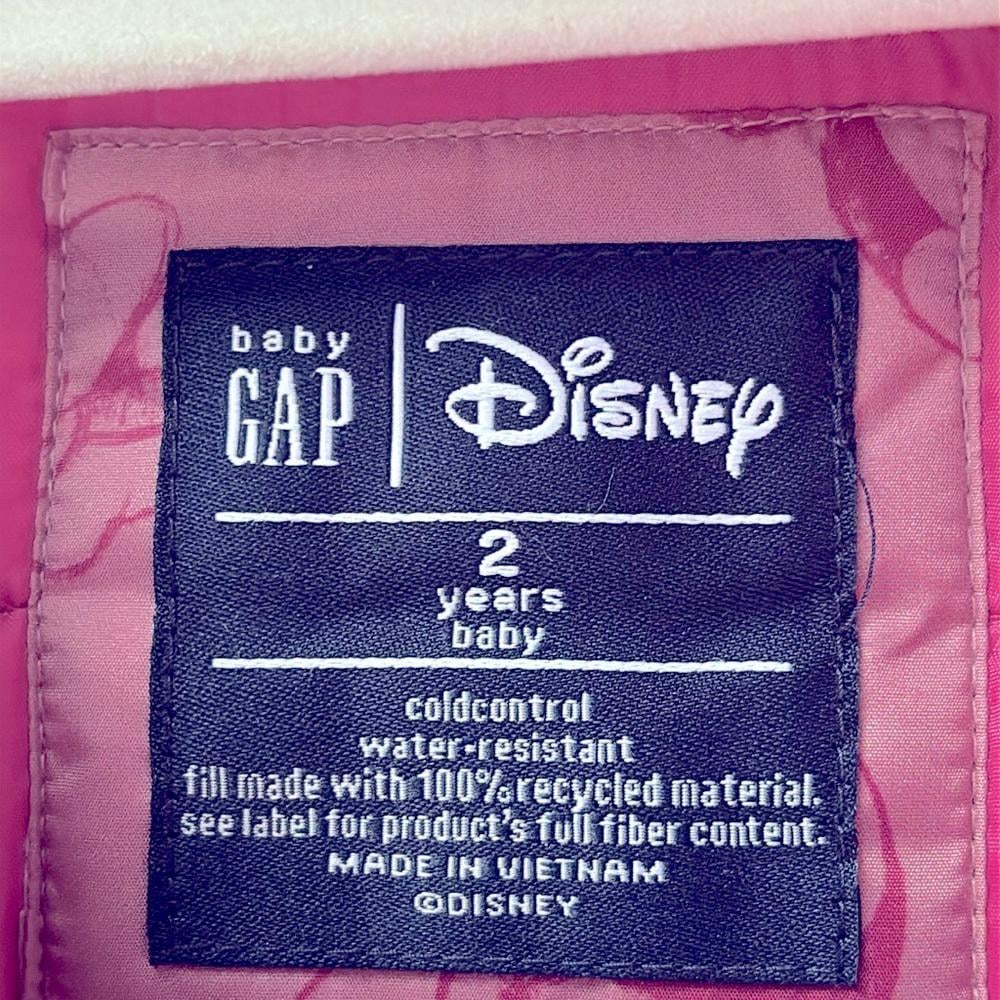 baby
GAP
Disney
2
years
baby
coldcontrol
water-resistant
fill made with 100% recycled material.
see label for product's full fiber content.
MADE IN VIETNAM
©DISNEY